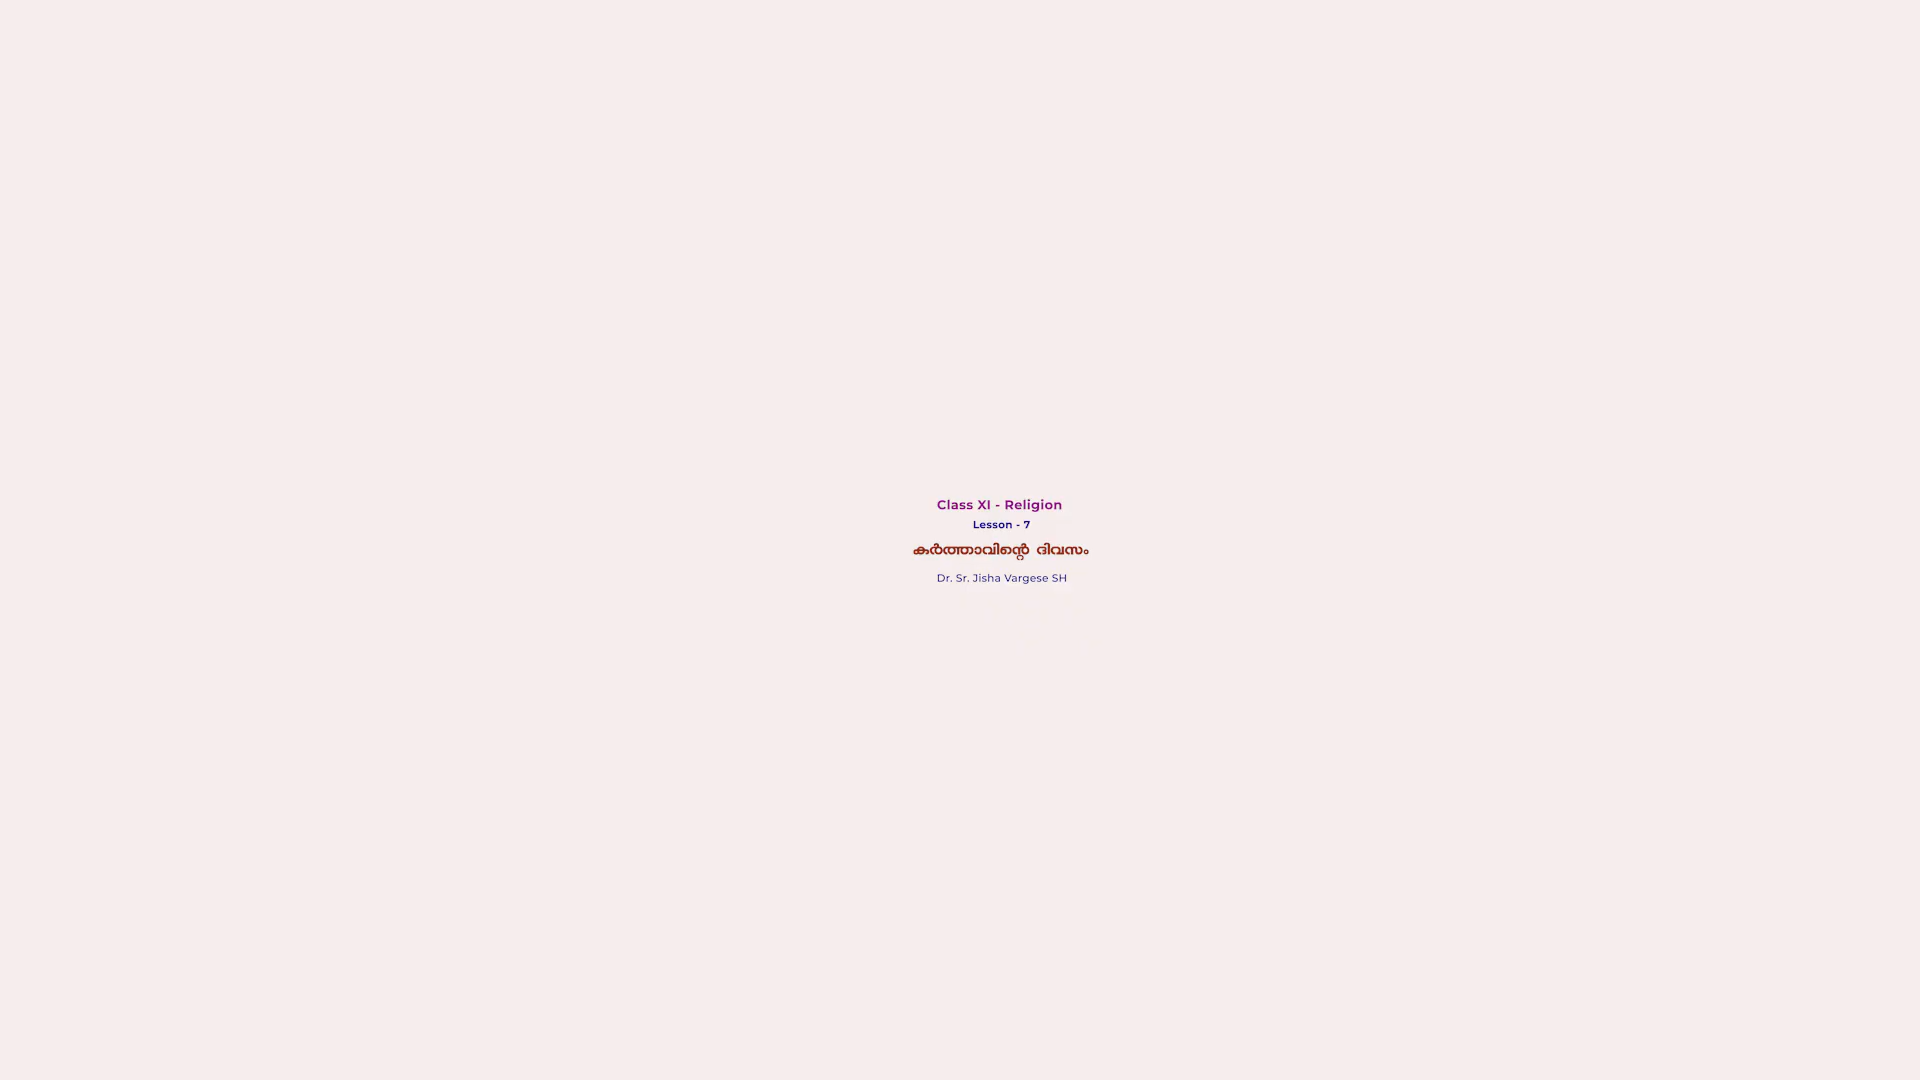 Class XI - Religion
Lesson - 7
കർത്താവിന്റെ ദിവസം
Dr. Sr. Jisha Vargese SH